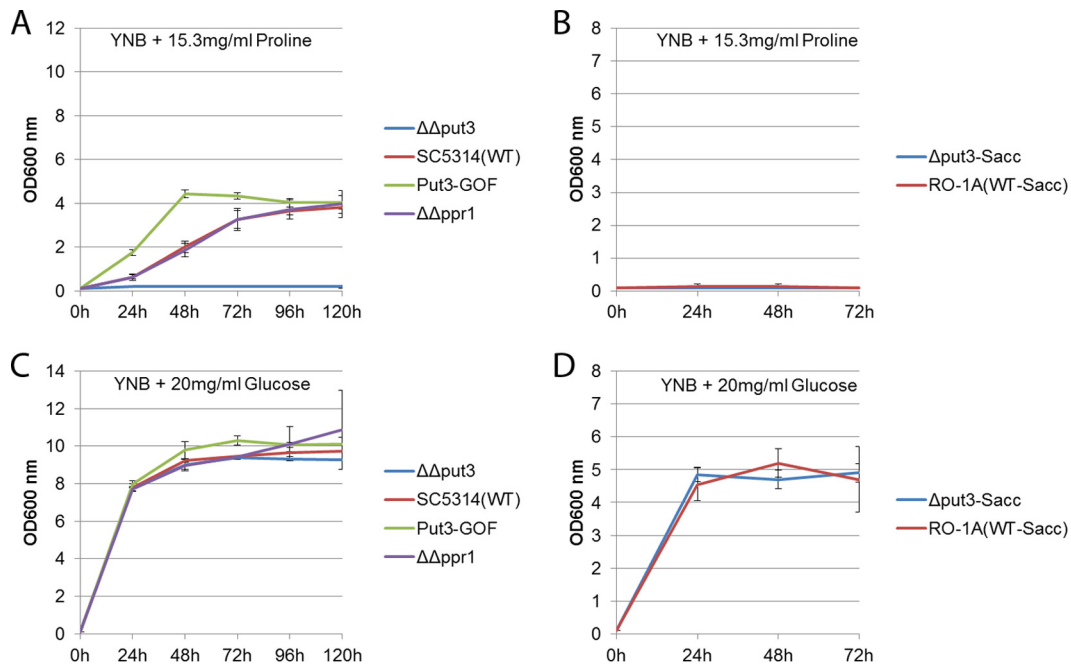 A
YNB + 15.3mg/ml Proline
OD600 nm
12
10
8
6
4
2
0
0h 24h 48h 72h 96h 120h
ΔΔput3
SC5314(WT)
Put3-GOF
ΔΔppr1
B
YNB + 15.3mg/ml Proline
OD600 nm
8
7
6
5
4
3
2
1
0
0h 24h 48h 72h
Δput3-Sacc
RO-1A(WT-Sacc)
C
YNB + 20mg/ml Glucose
OD600 nm
14
12
10
8
6
4
2
0
0h 24h 48h 72h 96h 120h
ΔΔput3
SC5314(WT)
Put3-GOF
ΔΔppr1
D
YNB + 20mg/ml Glucose
OD600 nm
8
7
6
5
4
3
2
1
0
0h 24h 48h 72h
Δput3-Sacc
RO-1A(WT-Sacc)